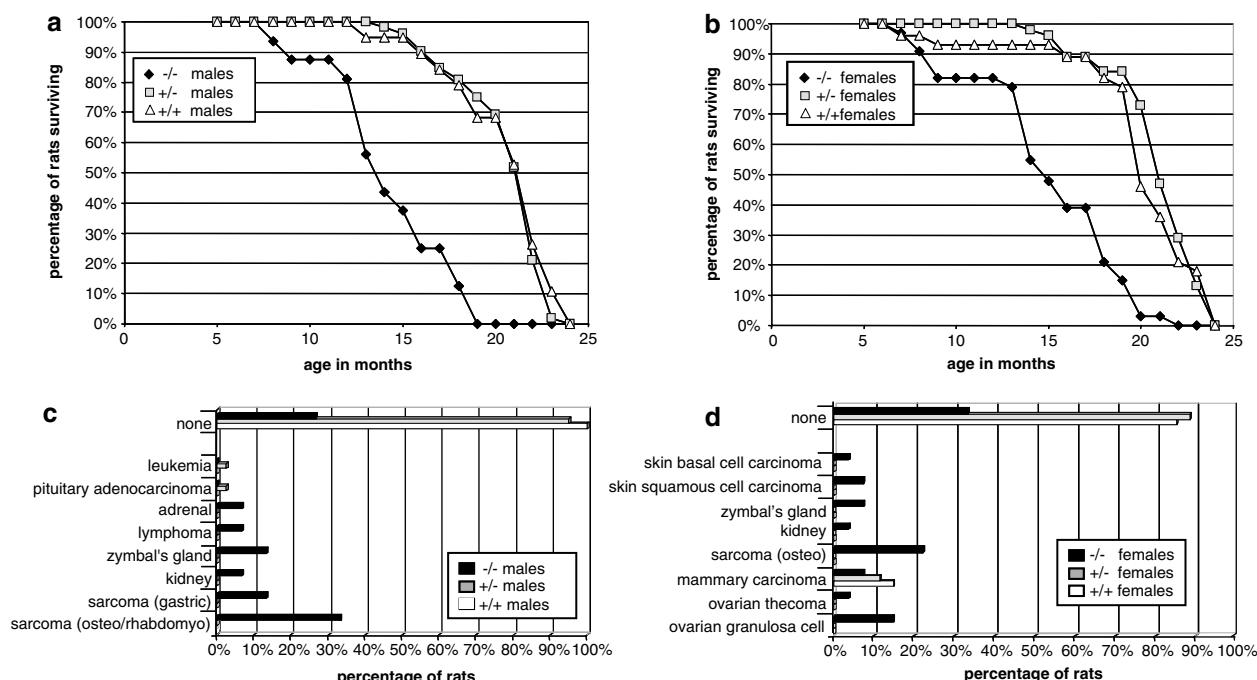 a
percentage of rats surviving
100%
90%
80%
70%
60%
50%
40%
30%
20%
10%
0%
-/- males
+/- males
+/+ males
0 5 10 15 20 25
age in months
b
percentage of rats surviving
100%
90%
80%
70%
60%
50%
40%
30%
20%
10%
0%
-/- females
+/- females
+/+females
0 5 10 15 20 25
age in months
c
none
leukemia
pituitary adenocarcinoma
adrenal
lymphoma
zymbal's gland
kidney
sarcoma (gastric)
sarcoma (osteo/rhabdomyo)
-/- males
+/- males
+/+ males
0% 10% 20% 30% 40% 50% 60% 70% 80% 90% 100%
percentage of rats
d
none
skin basal cell carcinoma
skin squamous cell carcinoma
zymbal's gland
kidney
sarcoma (osteo)
mammary carcinoma
ovarian thecoma
ovarian granulosa cell
-/- females
+/- females
+/+ females
0% 10% 20% 30% 40% 50% 60% 70% 80% 90% 100%
percentage of rats